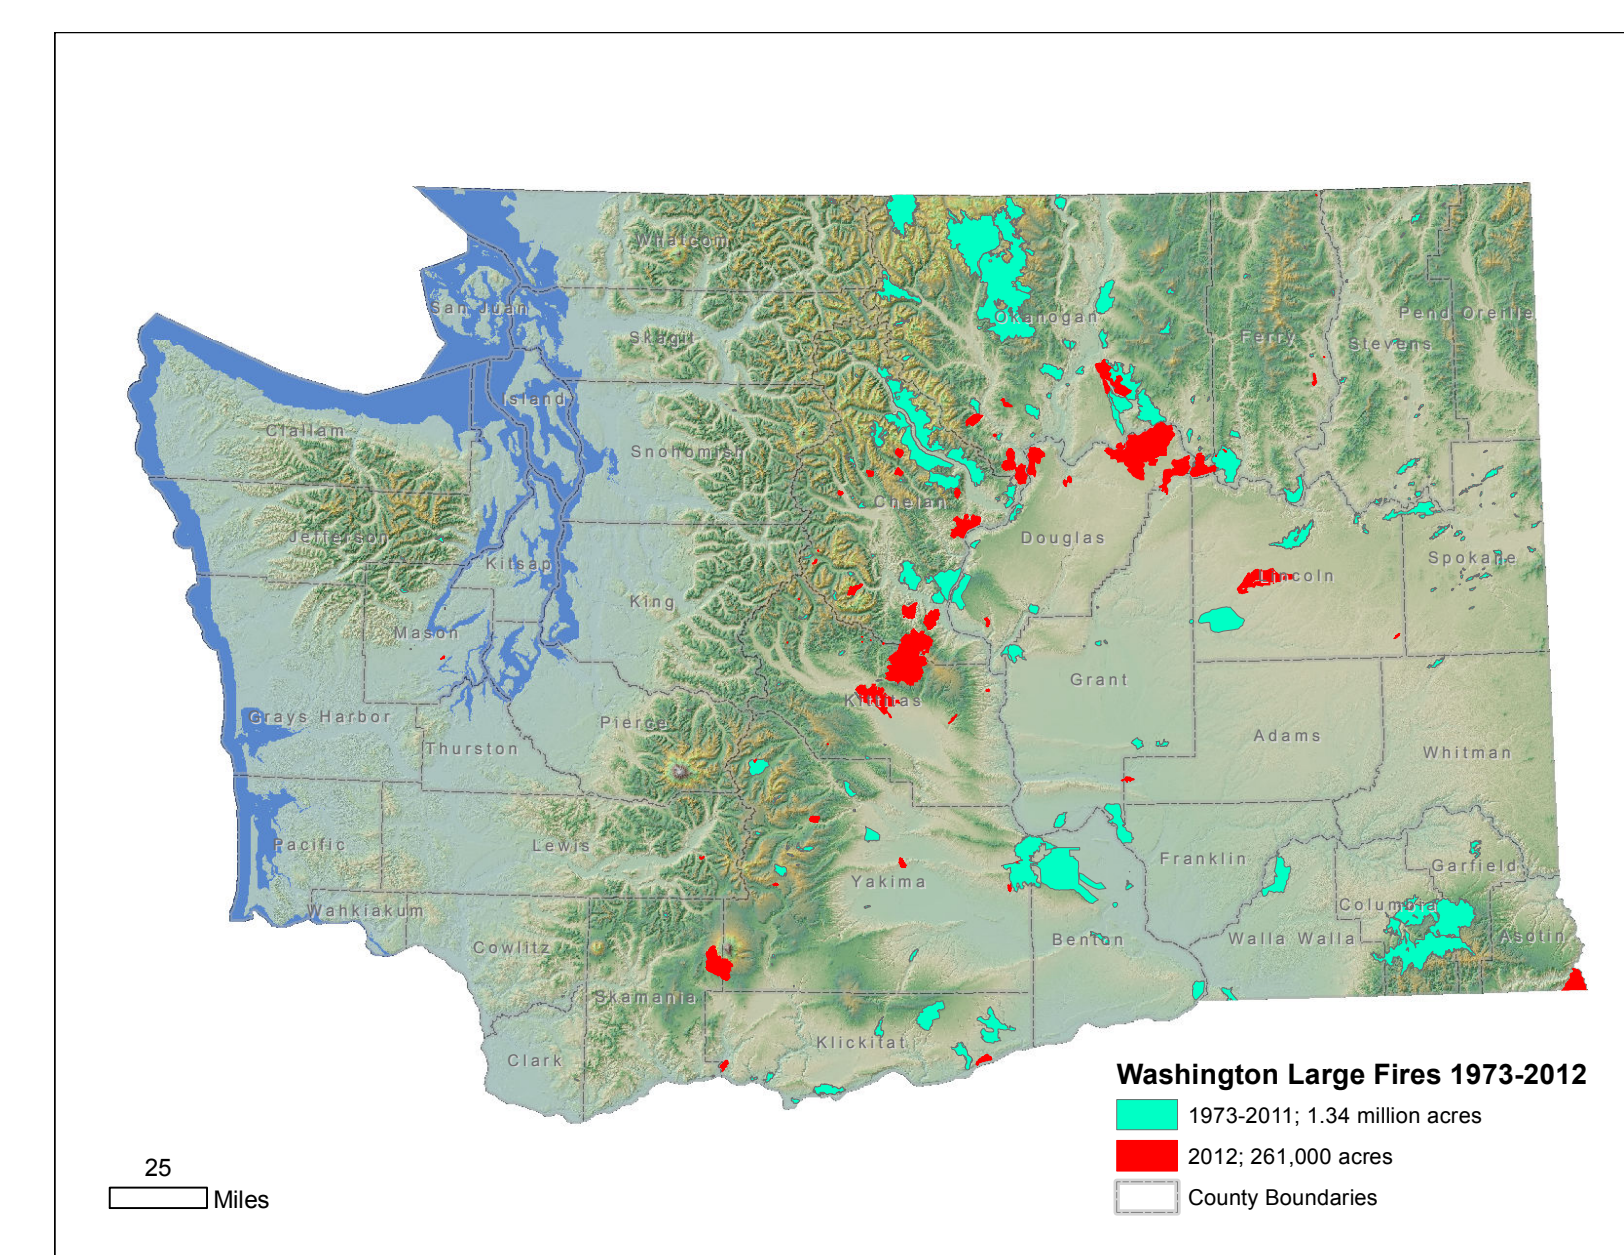 Whatcom
San Juan
Skagit
Okanogan
Ferry
Stevens
Pend Oreille
Island
Clallam
Snohomish
Chelan
Douglas
Jefferson
Kitsap
Lincoln
Spokane
King
Mason
Grant
Kittitas
Grays Harbor
Pierce
Thurston
Adams
Whitman
Pacific
Lewis
Yakima
Franklin
Garfield
Wahkiakum
Columbia
Cowlitz
Benton
Walla Walla
Asotin
Skamania
Clark
Klickitat
Washington Large Fires 1973-2012
1973-2011; 1.34 million acres
2012; 261,000 acres
County Boundaries
25
Miles